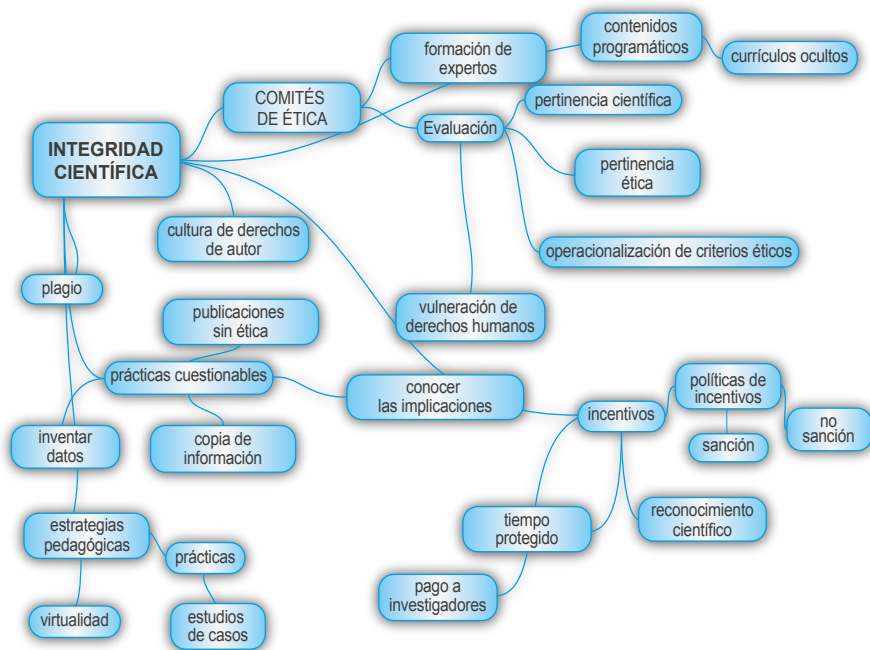 contenidos
programáticos
formación de
expertos
currículos ocultos
COMITÉS
DE ÉTICA
pertinencia científica
Evaluación
INTEGRIDAD
CIENTÍFICA
pertinencia
ética
cultura de derechos
de autor
operacionalización de criterios éticos
plagio
vulneración de
derechos humanos
publicaciones
sin ética
prácticas cuestionables
conocer
las implicaciones
políticas de
incentivos
incentivos
no
sanción
sanción
inventar
datos
copia de
información
estrategias
pedagógicas
prácticas
tiempo
protegido
reconocimiento
científico
pago a
investigadores
virtualidad
estudios
de casos